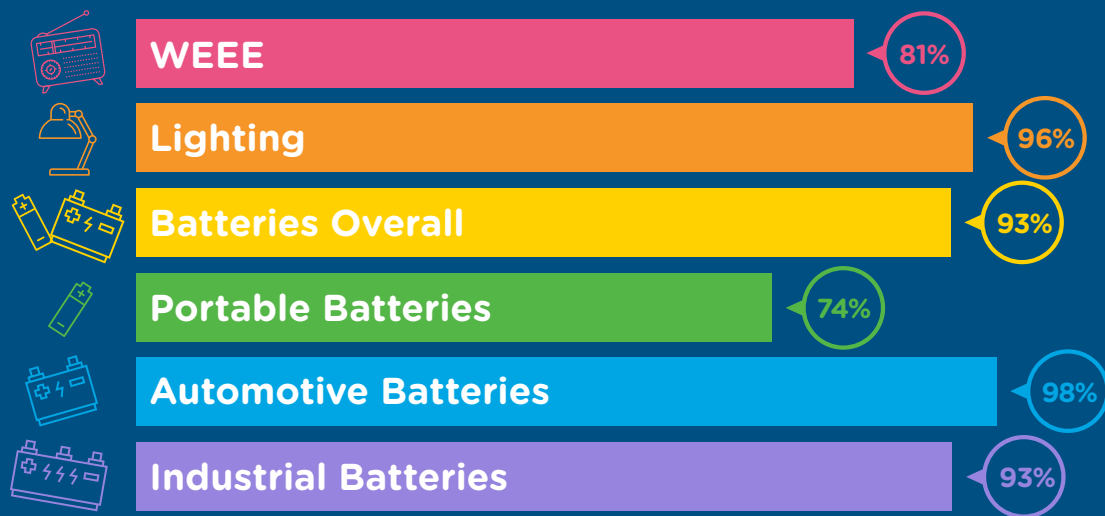 WEEE 81%
Lighting 96%
Batteries Overall 93%
Portable Batteries 74%
Automotive Batteries 98%
Industrial Batteries 93%